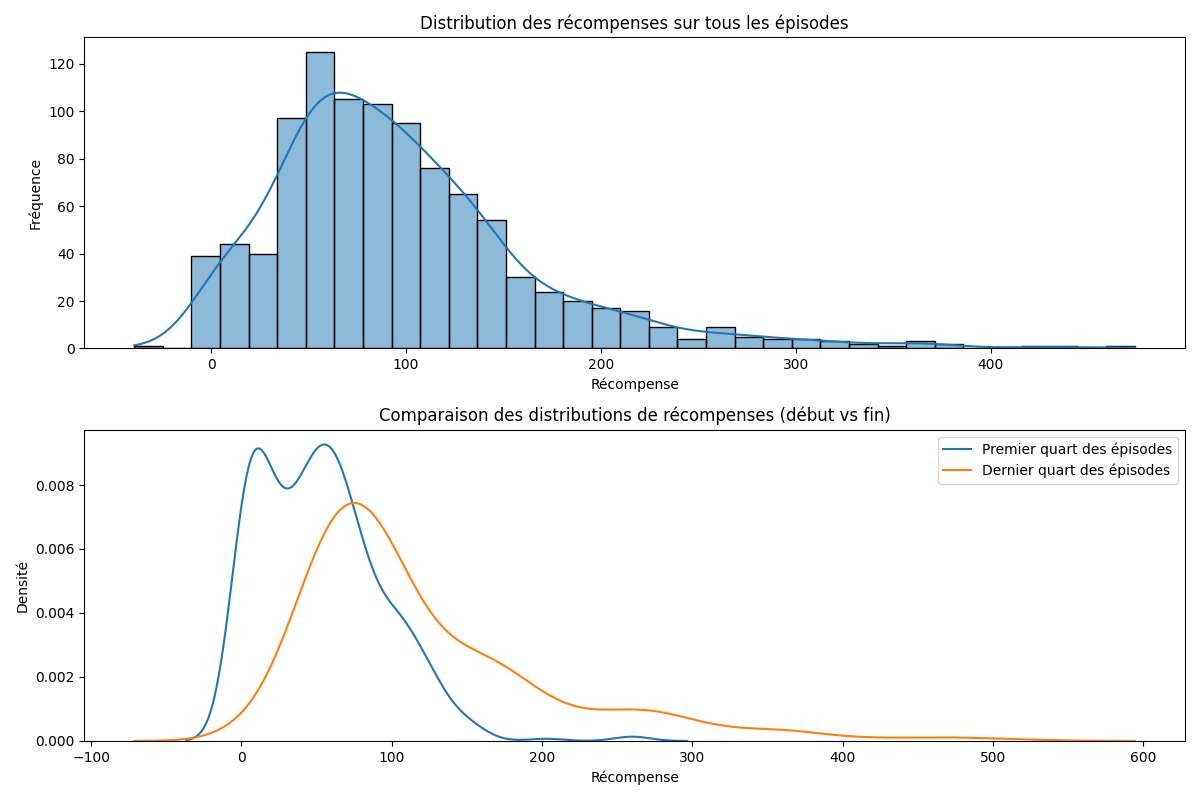 Distribution des récompenses sur tous les épisodes
120
100
80
60
40
20
0
Fréquence
0 100 200 300 400
Récompense
Comparaison des distributions de récompenses (début vs fin)
Premier quart des épisodes
Dernier quart des épisodes
0.008
0.006
0.004
0.002
0.000
Densité
−100 0 100 200 300 400 500 600
Récompense